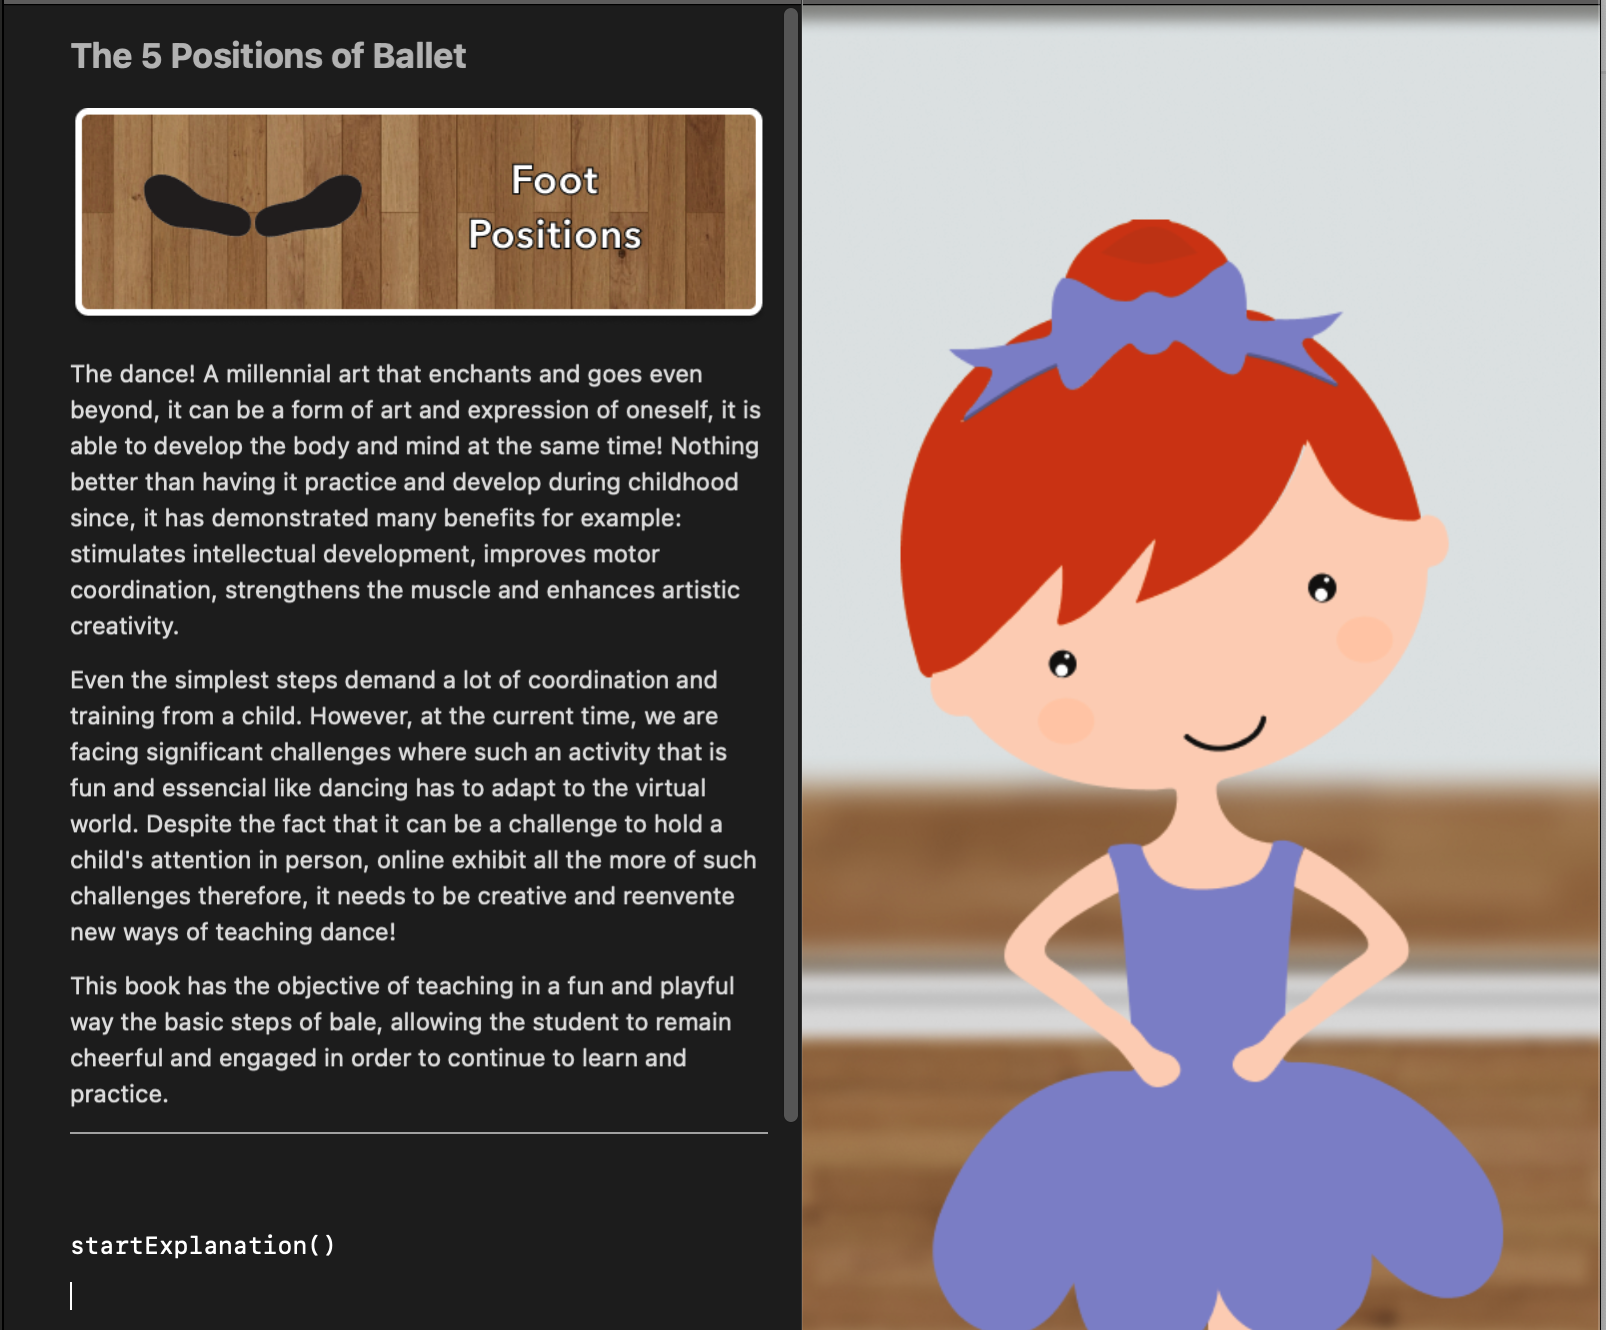 The 5 Positions of Ballet
Foot
Positions
The dance! A millennial art that enchants and goes even
beyond, it can be a form of art and expression of oneself, it is
able to develop the body and mind at the same time! Nothing
better than having it practice and develop during childhood
since, it has demonstrated many benefits for example:
stimulates intellectual development, improves motor
coordination, strengthens the muscle and enhances artistic
creativity.
Even the simplest steps demand a lot of coordination and
training from a child. However, at the current time, we are
facing significant challenges where such an activity that is
fun and essencial like dancing has to adapt to the virtual
world. Despite the fact that it can be a challenge to hold a
child's attention in person, online exhibit all the more of such
challenges therefore, it needs to be creative and reenvente
new ways of teaching dance!
This book has the objective of teaching in a fun and playful
way the basic steps of bale, allowing the student to remain
cheerful and engaged in order to continue to learn and
practice.
startExplanation()